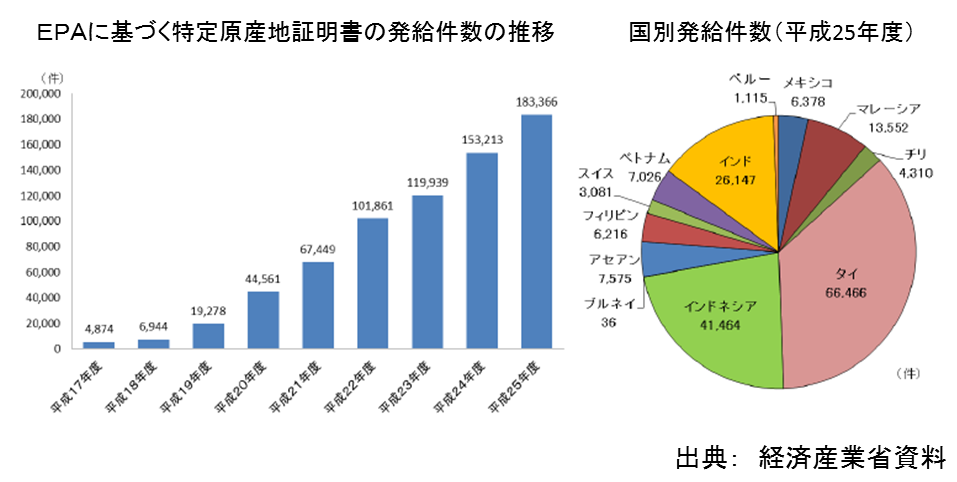 ＥＰＡに基づく特定原産地証明書の発給件数の推移
（件）
200,000
180,000
160,000
140,000
120,000
100,000
80,000
60,000
40,000
20,000
0
4,874
6,944
19,278
44,561
67,449
101,861
119,939
153,213
183,366
平成17年度
平成18年度
平成19年度
平成20年度
平成21年度
平成22年度
平成23年度
平成24年度
平成25年度
国別発給件数（平成25年度）
ペルー
1,115
メキシコ
6,378
マレーシア
13,552
チリ
4,310
タイ
66,466
インドネシア
41,464
ブルネイ
36
アセアン
7,575
フィリピン
6,216
スイス
3,081
ベトナム
7,026
インド
26,147
（件）
出典：　経済産業省資料